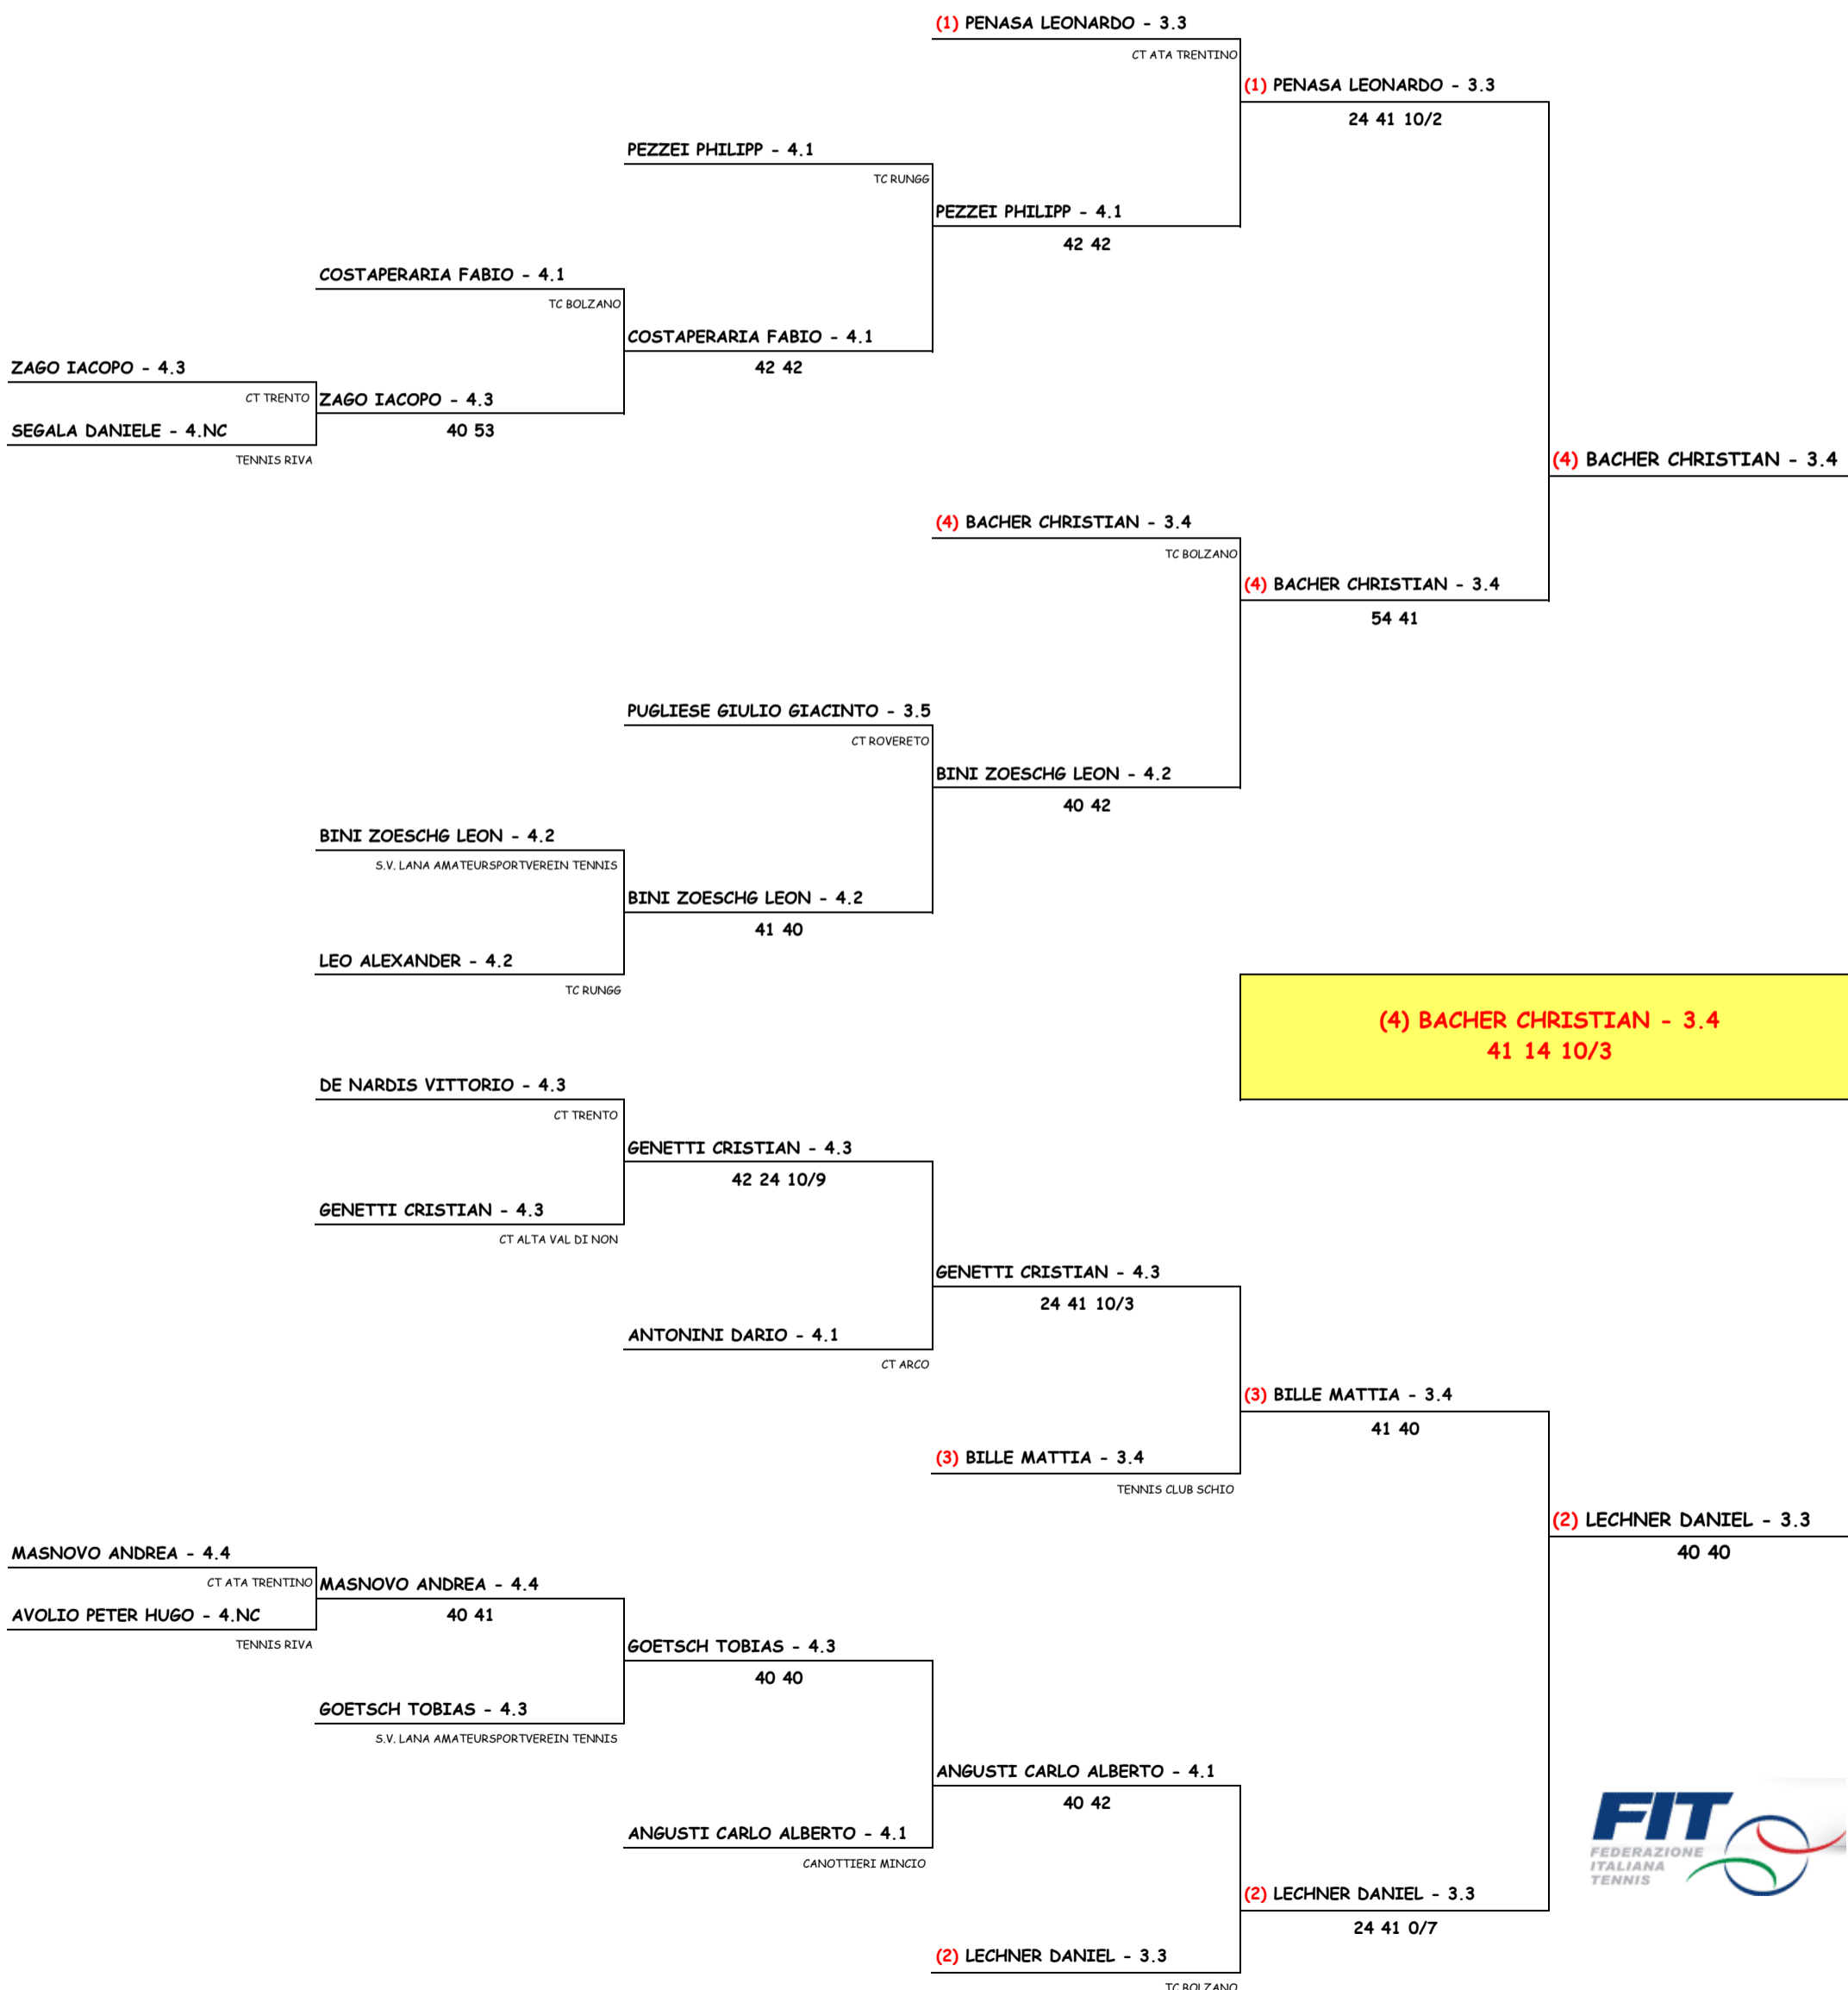 (1) PENASA LEONARDO - 3.3
CT ATA TRENTINO
(1) PENASA LEONARDO - 3.3
24 41 10/2
PEZZEI PHILIPP - 4.1
TC RUNGG
PEZZEI PHILIPP - 4.1
42 42
COSTAPERARIA FABIO - 4.1
TC BOLZANO
COSTAPERARIA FABIO - 4.1
42 42
ZAGO IACOPO - 4.3
CT TRENTO
ZAGO IACOPO - 4.3
40 53
SEGALA DANIELE - 4.NC
TENNIS RIVA
(4) BACHER CHRISTIAN - 3.4
(4) BACHER CHRISTIAN - 3.4
TC BOLZANO
(4) BACHER CHRISTIAN - 3.4
54 41
PUGLIESE GIULIO GIACINTO - 3.5
CT ROVERETO
BINI ZOESCHG LEON - 4.2
40 42
BINI ZOESCHG LEON - 4.2
S.V. LANA AMATEURSPORTVEREIN TENNIS
BINI ZOESCHG LEON - 4.2
41 40
LEO ALEXANDER - 4.2
TC RUNGG
(4) BACHER CHRISTIAN - 3.4
41 14 10/3
DE NARDIS VITTORIO - 4.3
CT TRENTO
GENETTI CRISTIAN - 4.3
42 24 10/9
GENETTI CRISTIAN - 4.3
CT ALTA VAL DI NON
GENETTI CRISTIAN - 4.3
24 41 10/3
ANTONINI DARIO - 4.1
CT ARCO
(3) BILLE MATTIA - 3.4
41 40
(3) BILLE MATTIA - 3.4
TENNIS CLUB SCHIO
(2) LECHNER DANIEL - 3.3
40 40
MASNOVO ANDREA - 4.4
CT ATA TRENTINO
MASNOVO ANDREA - 4.4
40 41
AVOLIO PETER HUGO - 4.NC
TENNIS RIVA
GOETSCH TOBIAS - 4.3
40 40
GOETSCH TOBIAS - 4.3
S.V. LANA AMATEURSPORTVEREIN TENNIS
ANGUSTI CARLO ALBERTO - 4.1
40 42
ANGUSTI CARLO ALBERTO - 4.1
CANOTTIERI MINCIO
FIT
FEDERAZIONE
ITALIANA
TENNIS
(2) LECHNER DANIEL - 3.3
24 41 0/7
(2) LECHNER DANIEL - 3.3
TC BOLZANO